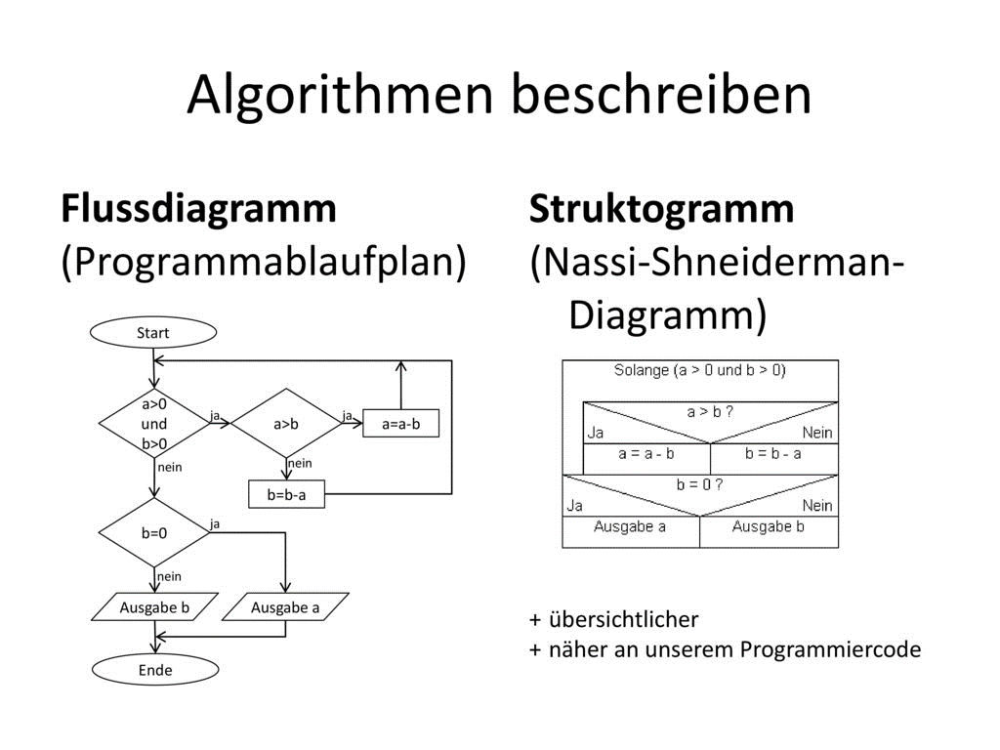 Algorithmen beschreiben
Flussdiagramm
(Programmablaufplan)
Start
a>0
und
b>0
ja
a>b
ja
a=a-b
nein
nein
b=b-a
b=0
ja
nein
Ausgabe b
Ausgabe a
Ende
Struktogramm
(Nassi-Shneiderman-
Diagramm)
Solange (a > 0 und b > 0)
a > b ?
Ja
Nein
a = a - b
b = b - a
b = 0 ?
Ja
Nein
Ausgabe a
Ausgabe b
+ übersichtlicher
+ näher an unserem Programmiercode